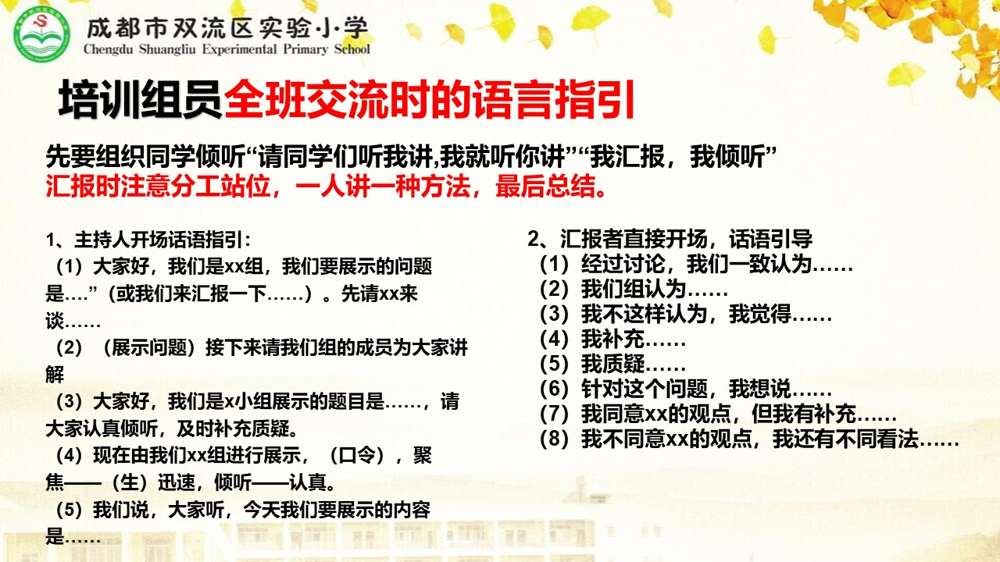 成都市双流区实验小学
Chengdu Shuangliu Experimental Primary School
培训组员全班交流时的语言指引
先要组织同学倾听“请同学们听我讲,我就听你讲”“我汇报，我倾听”
汇报时注意分工站位，一人讲一种方法，最后总结。
1、主持人开场话语指引：
（1）大家好，我们是xx组，我们要展示的问题
是….”（或我们来汇报一下……）。先请xx来
谈……
（2）（展示问题）接下来请我们组的成员为大家讲
解
（3）大家好，我们是x小组展示的题目是……，请
大家认真倾听，及时补充质疑。
（4）现在由我们xx组进行展示，（口令），聚
焦——（生）迅速，倾听——认真。
（5）我们说，大家听，今天我们要展示的内容
是……
2、汇报者直接开场，话语引导
（1）经过讨论，我们一致认为……
（2）我们组认为……
（3）我不这样认为，我觉得……
（4）我补充……
（5）我质疑……
（6）针对这个问题，我想说……
（7）我同意xx的观点，但我有补充……
（8）我不同意xx的观点，我还有不同看法……